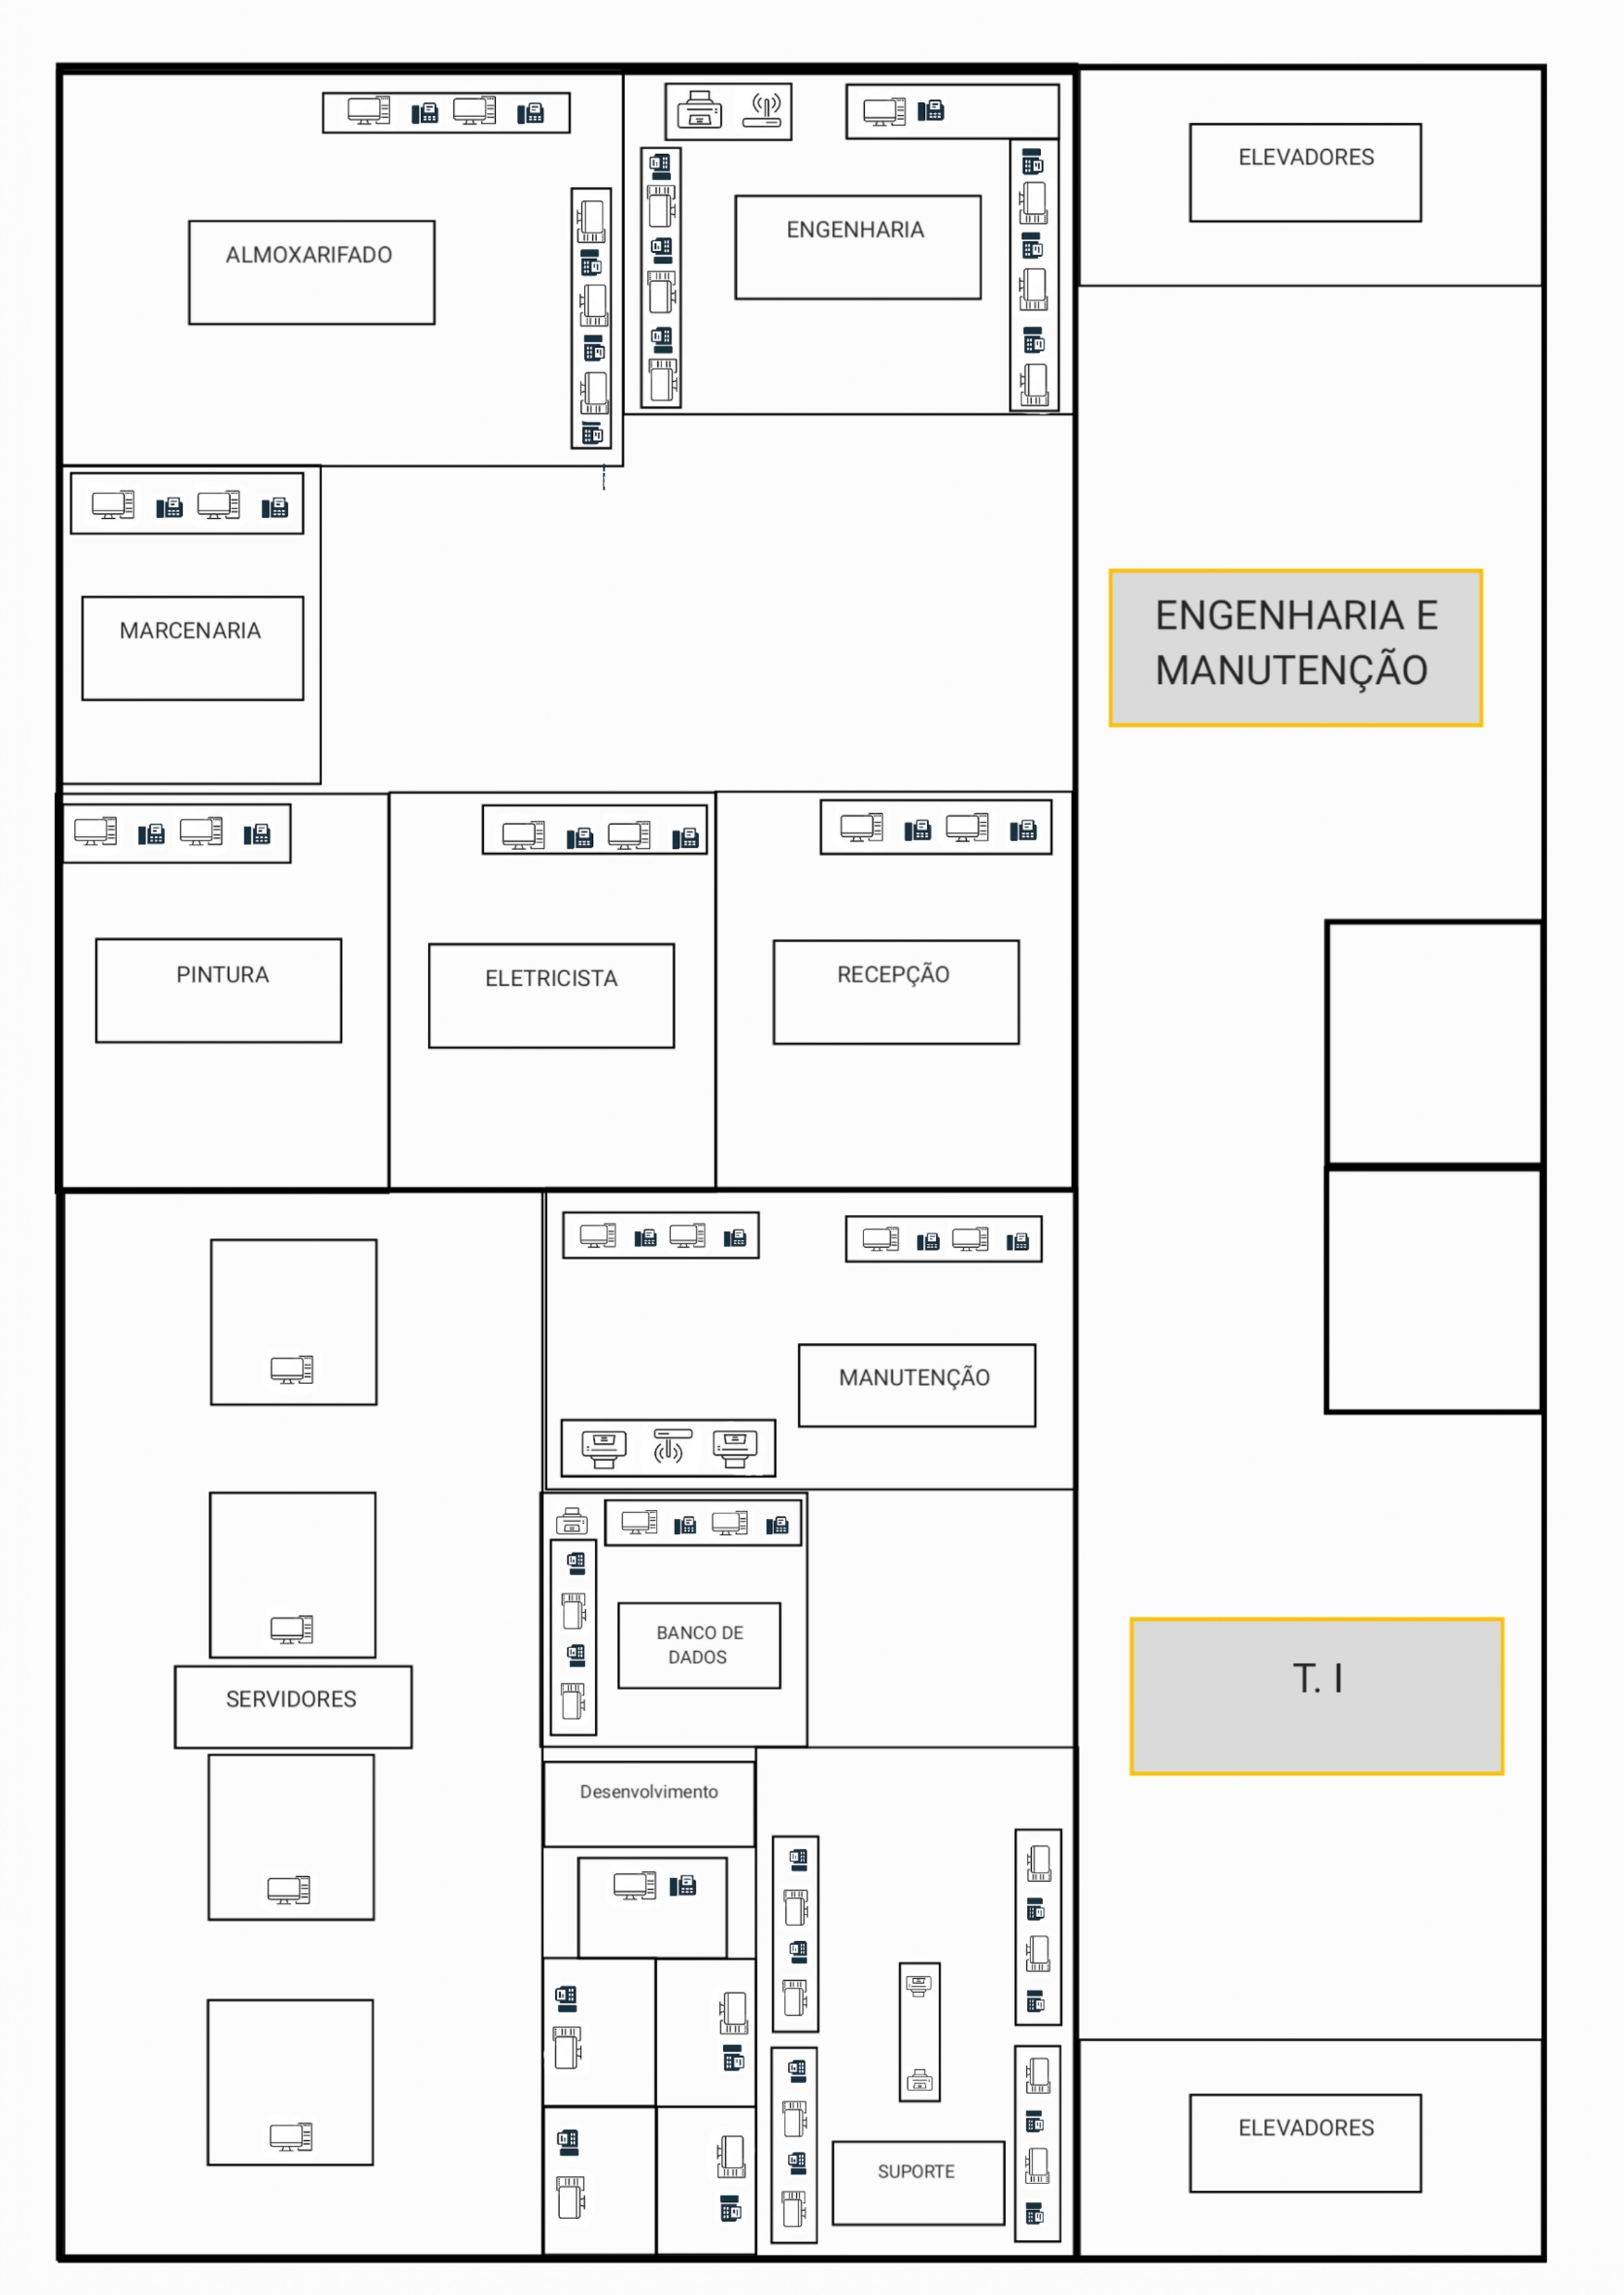 ELEVADORES
ENGENHARIA
ALMOXARIFADO
ENGENHARIA E
MANUTENÇÃO
MARCENARIA
PINTURA
ELETRICISTA
RECEPÇÃO
MANUTENÇÃO
BANCO DE
DADOS
SERVIDORES
T. I
Desenvolvimento
SUPORTE
ELEVADORES